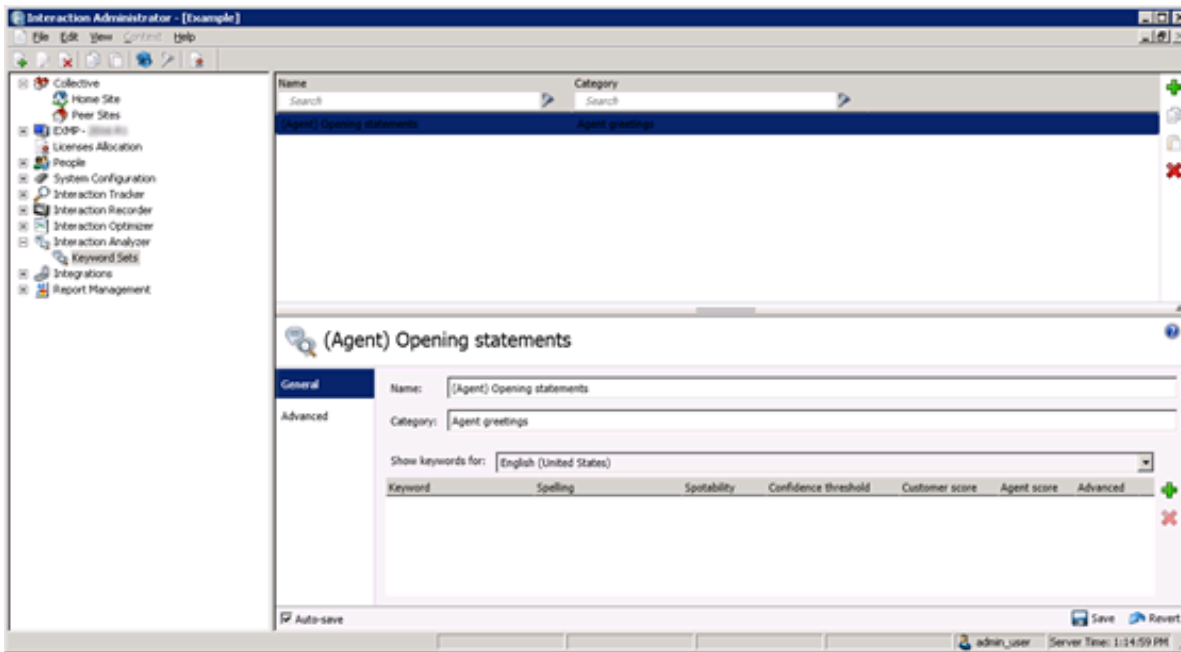 Interaction Administrator - [Example]
File Edit View Context Help
Collective
Home Site
Peer Sites
EXMP-
Licenses Allocation
People
System Configuration
Interaction Tracker
Interaction Recorder
Interaction Optimizer
Interaction Analyzer
Keyword Sets
Integrations
Report Management
Name Category
Search Search
(Agent) Opening statements Agent greetings
(Agent) Opening statements
General
Advanced
Name: (Agent) Opening statements
Category: Agent greetings
Show keywords for: English (United States)
Keyword Spelling Spotability Confidence threshold Customer score Agent score Advanced
Auto-save
Save Revert
admin_user Server Time: 1:14:59 PM